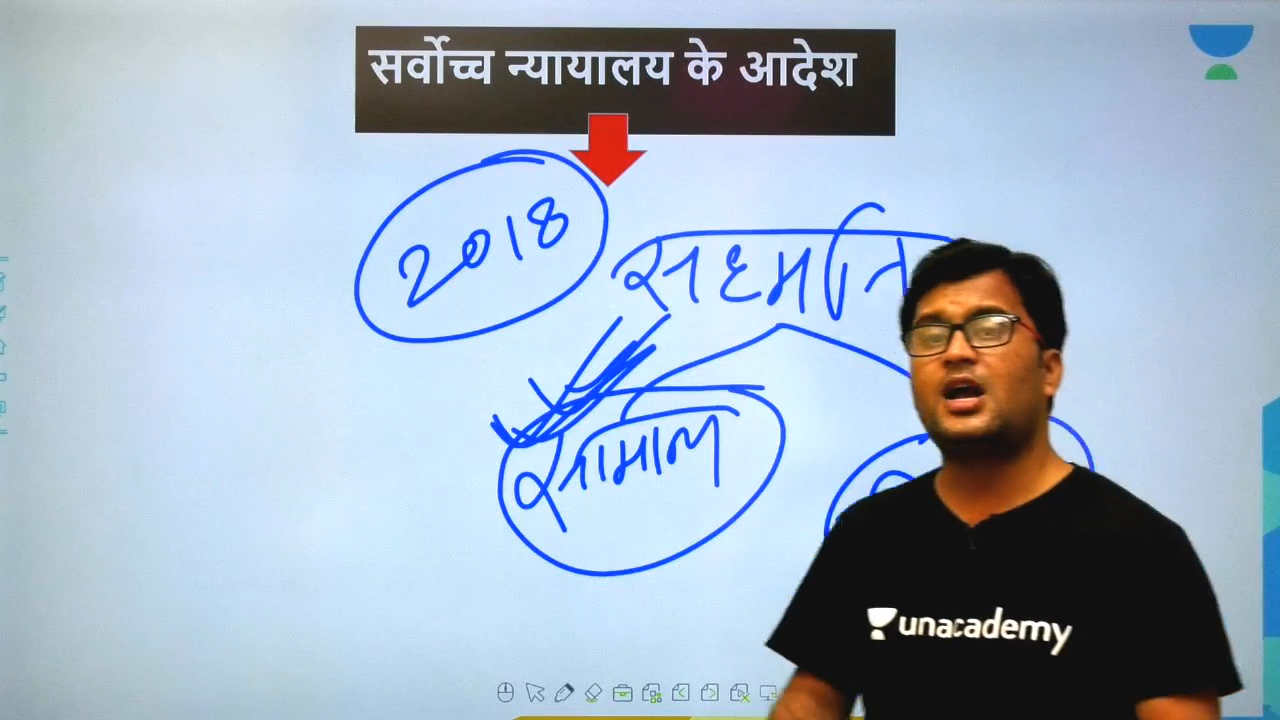 सर्वोच्च न्यायालय के आदेश
2018
सहमति
सामान्य
unacademy